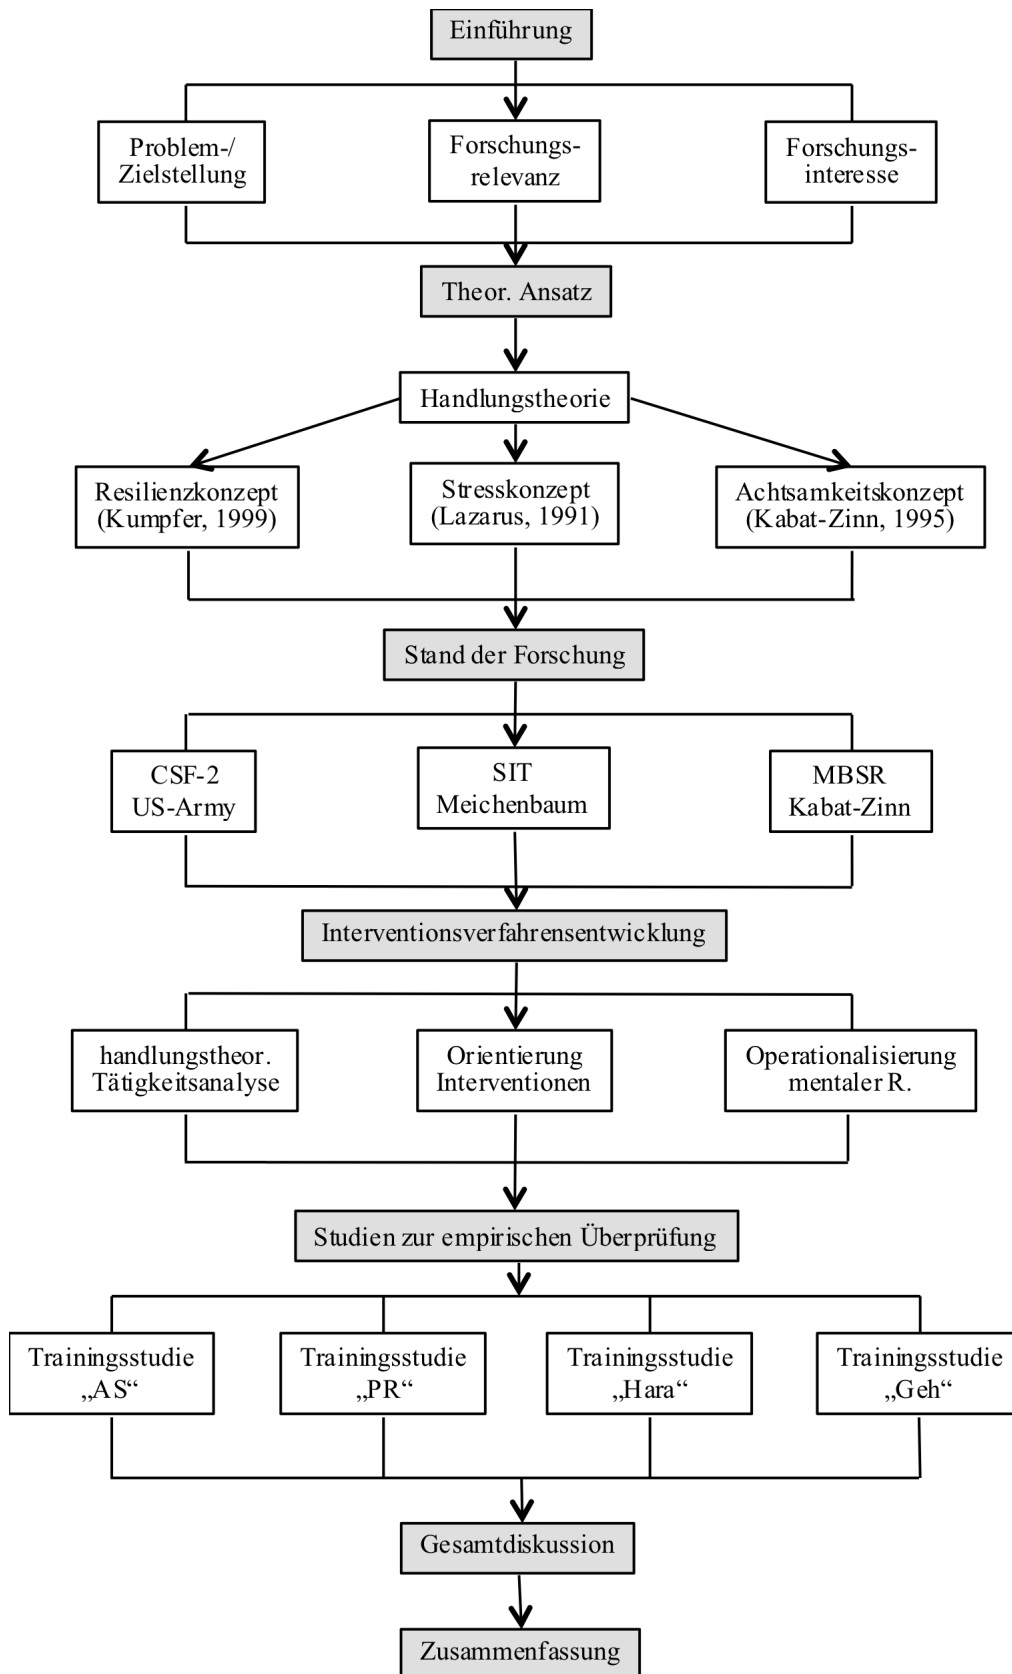 Einführung
Problem-/
Zielstellung
Forschungs-
relevanz
Forschungs-
interesse
Theor. Ansatz
Handlungstheorie
Resilienzkonzept
(Kumpfer, 1999)
Stresskonzept
(Lazarus, 1991)
Achtsamkeitskonzept
(Kabat-Zinn, 1995)
Stand der Forschung
CSF-2
US-Army
SIT
Meichenbaum
MBSR
Kabat-Zinn
Interventionsverfahrensentwicklung
handlungstheor.
Tätigkeitsanalyse
Orientierung
Interventionen
Operationalisierung
mentaler R.
Studien zur empirischen Überprüfung
Trainingsstudie
„AS“
Trainingsstudie
„PR“
Trainingsstudie
„Hara“
Trainingsstudie
„Geh“
Gesamtdiskussion
Zusammenfassung